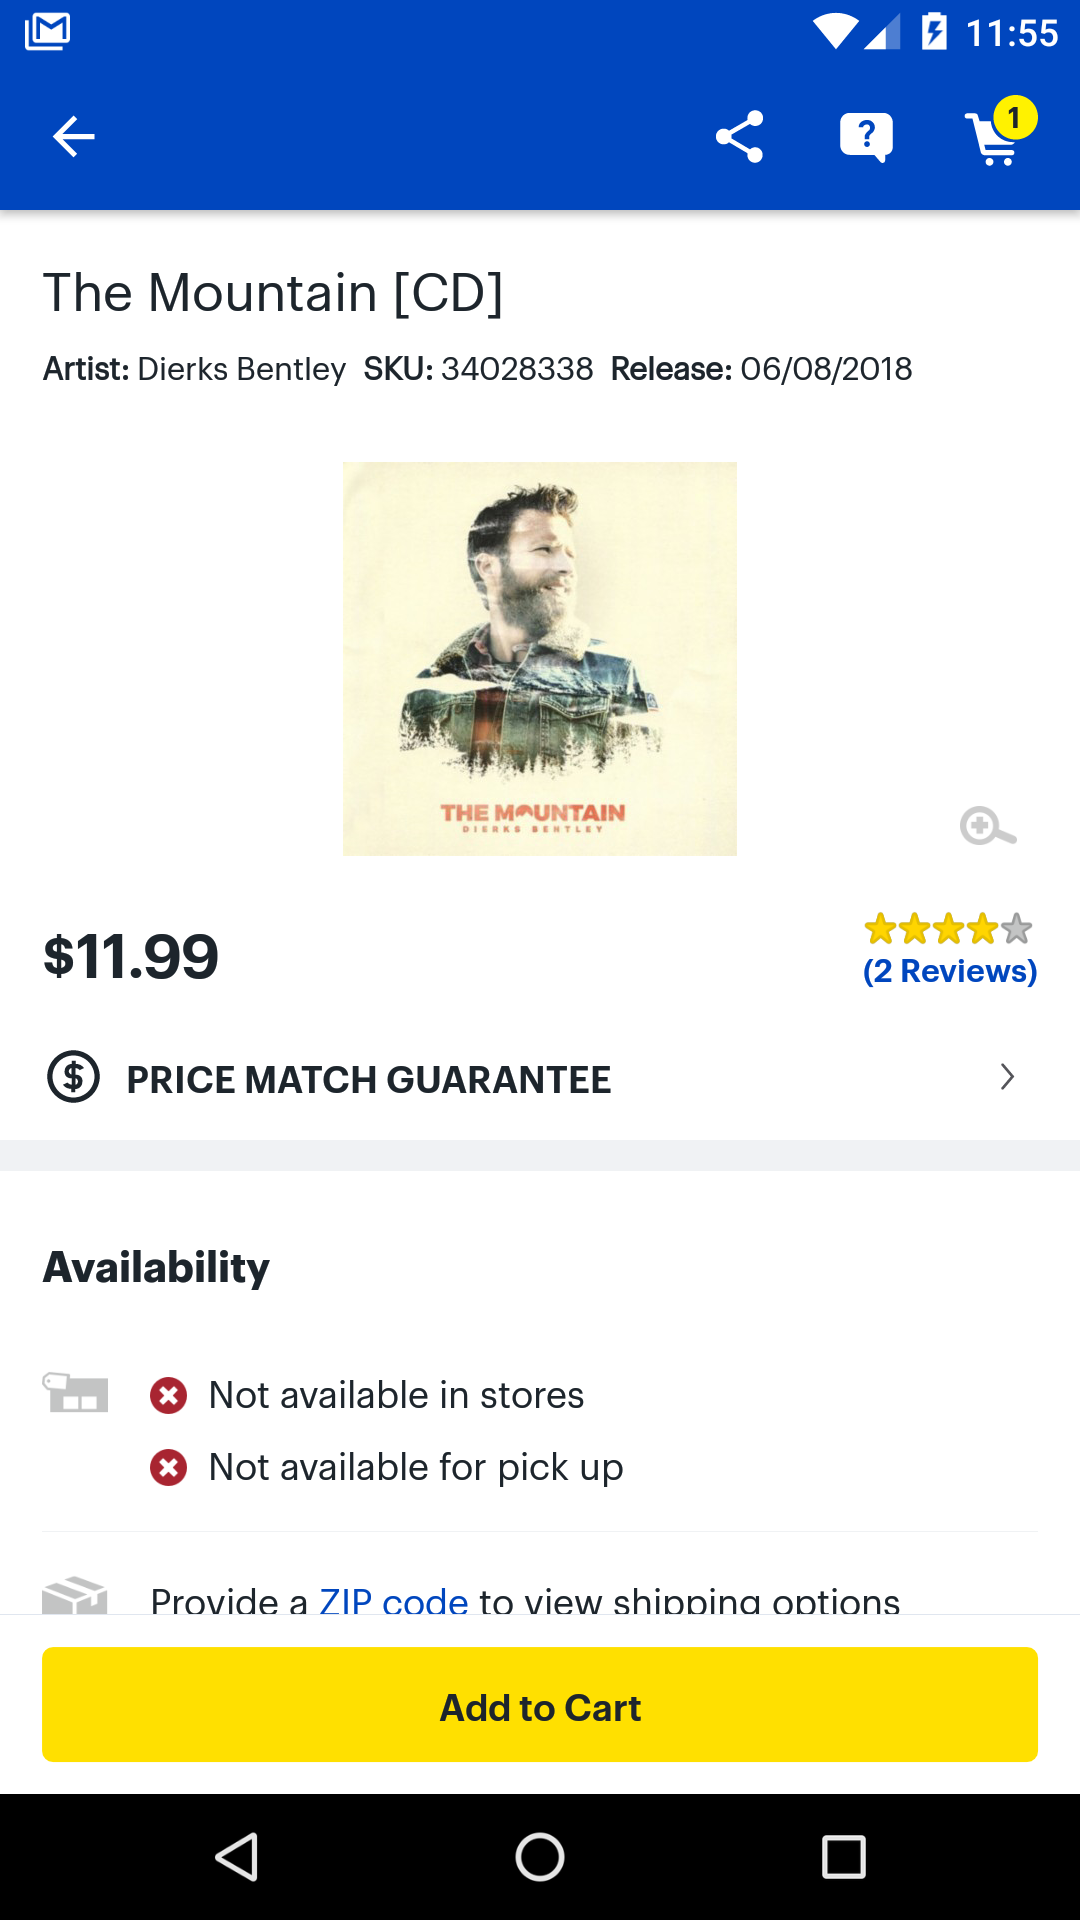 11:55
1
The Mountain [CD]
Artist: Dierks Bentley SKU: 34028338 Release: 06/08/2018
THE MOUNTAIN
DIERKS BENTLEY
$11.99
(2 Reviews)
PRICE MATCH GUARANTEE
Availability
Not available in stores
Not available for pick up
Provide a ZIP code to view shipping options
Add to Cart